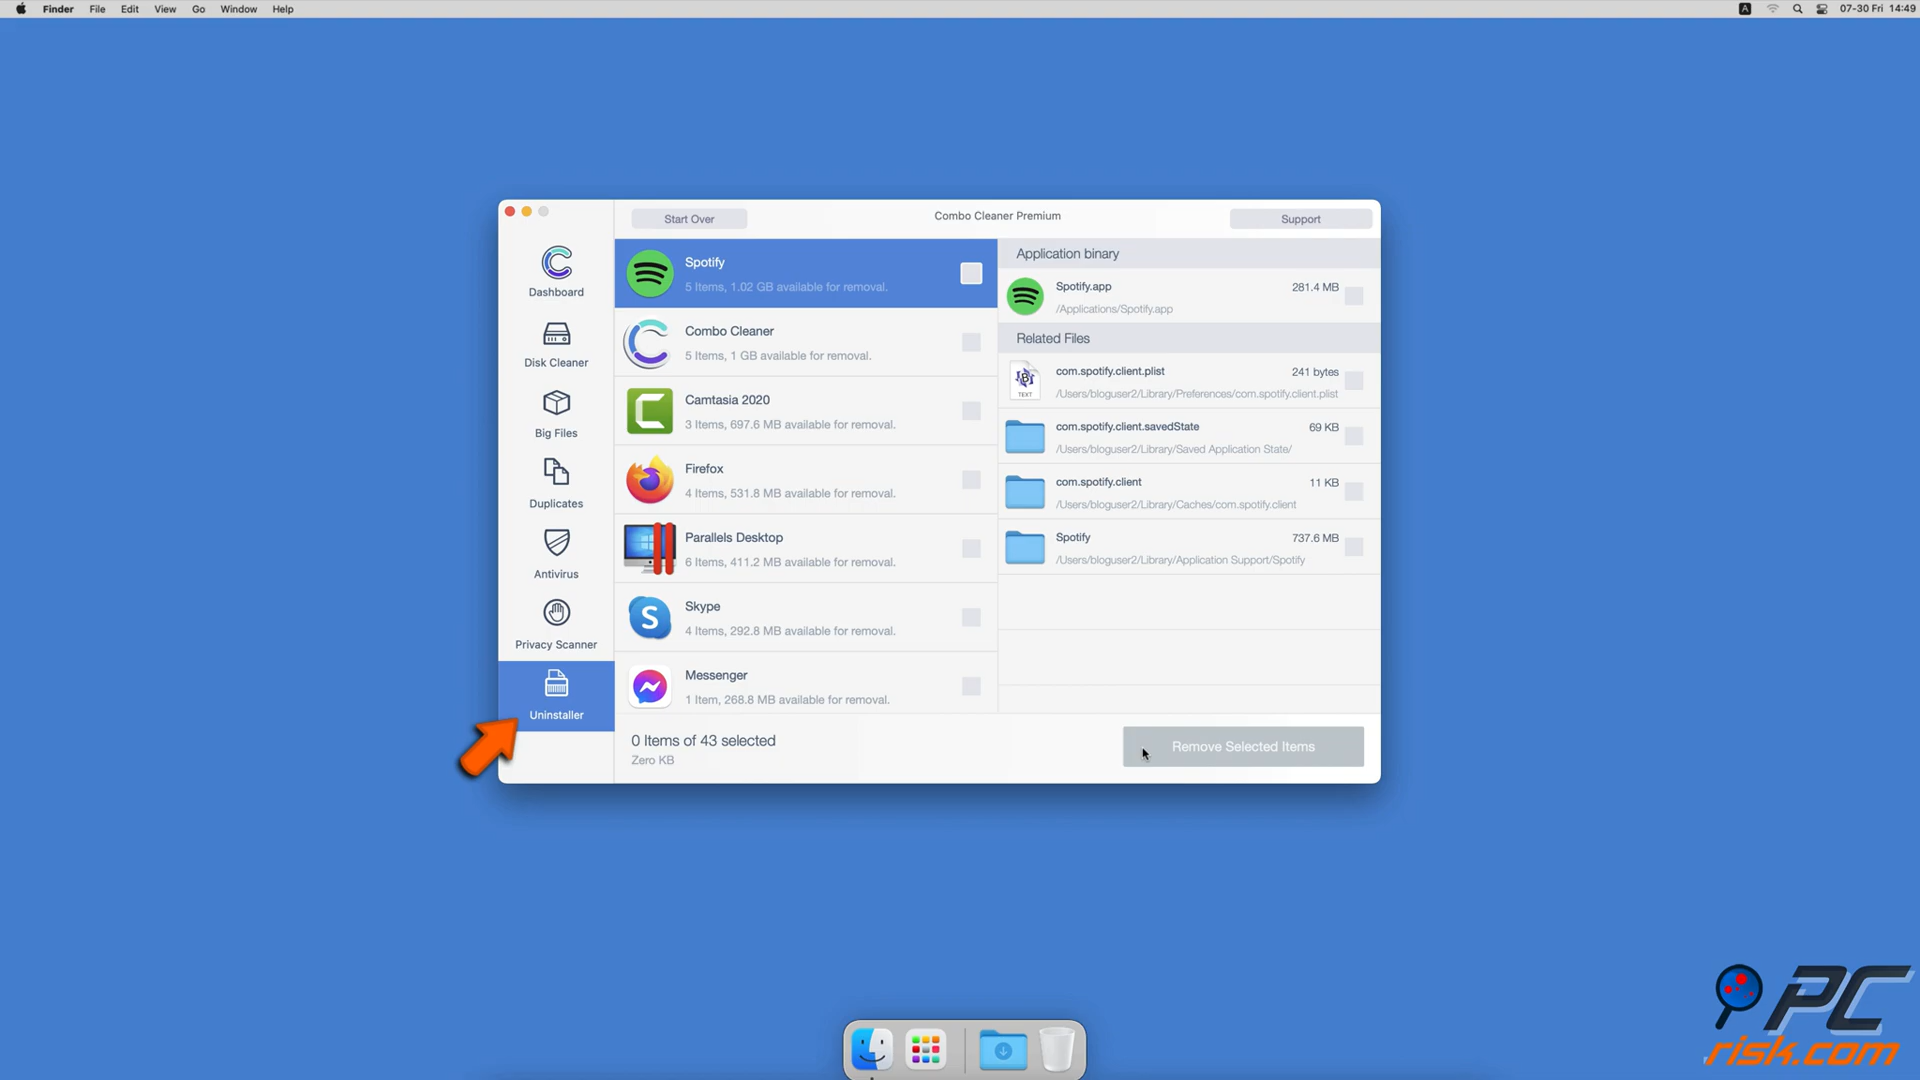 Finder File Edit View Go Window Help
A 07-30 Fri 14:49
Start Over
Combo Cleaner Premium
Support
Dashboard
Disk Cleaner
Big Files
Duplicates
Antivirus
Privacy Scanner
Uninstaller
Spotify
5 Items, 1.02 GB available for removal.
Combo Cleaner
5 Items, 1 GB available for removal.
Camtasia 2020
3 Items, 697.6 MB available for removal.
Firefox
4 Items, 531.8 MB available for removal.
Parallels Desktop
6 Items, 411.2 MB available for removal.
Skype
4 Items, 292.8 MB available for removal.
Messenger
1 Item, 268.8 MB available for removal.
Application binary
Spotify.app 281.4 MB
/Applications/Spotify.app
Related Files
com.spotify.client.plist 241 bytes
/Users/bloguser2/Library/Preferences/com.spotify.client.plist
TEXT
com.spotify.client.savedState 69 KB
/Users/bloguser2/Library/Saved Application State/
com.spotify.client 11 KB
/Users/bloguser2/Library/Caches/com.spotify.client
Spotify 737.6 MB
/Users/bloguser2/Library/Application Support/Spotify
0 Items of 43 selected
Zero KB
Remove Selected Items
PC
risk.com